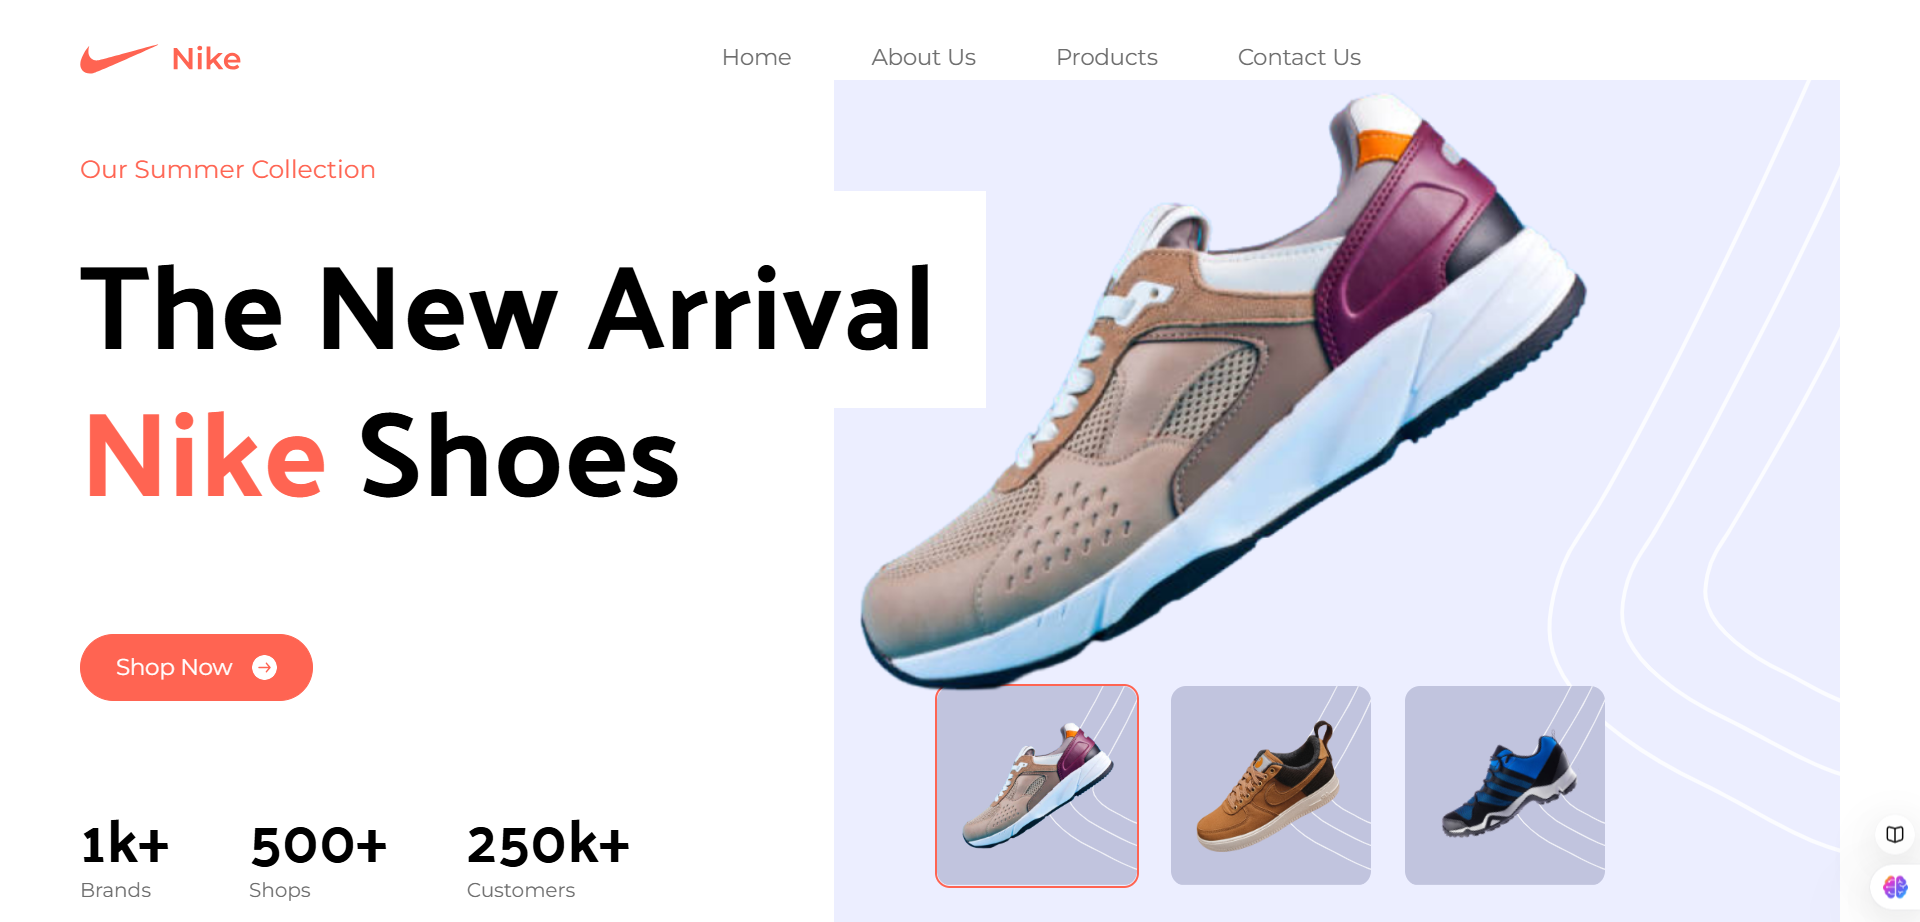 Nike
Home About Us Products Contact Us
Our Summer Collection
The New Arrival
Nike Shoes
Shop Now
1k+ 500+ 250k+
Brands Shops Customers